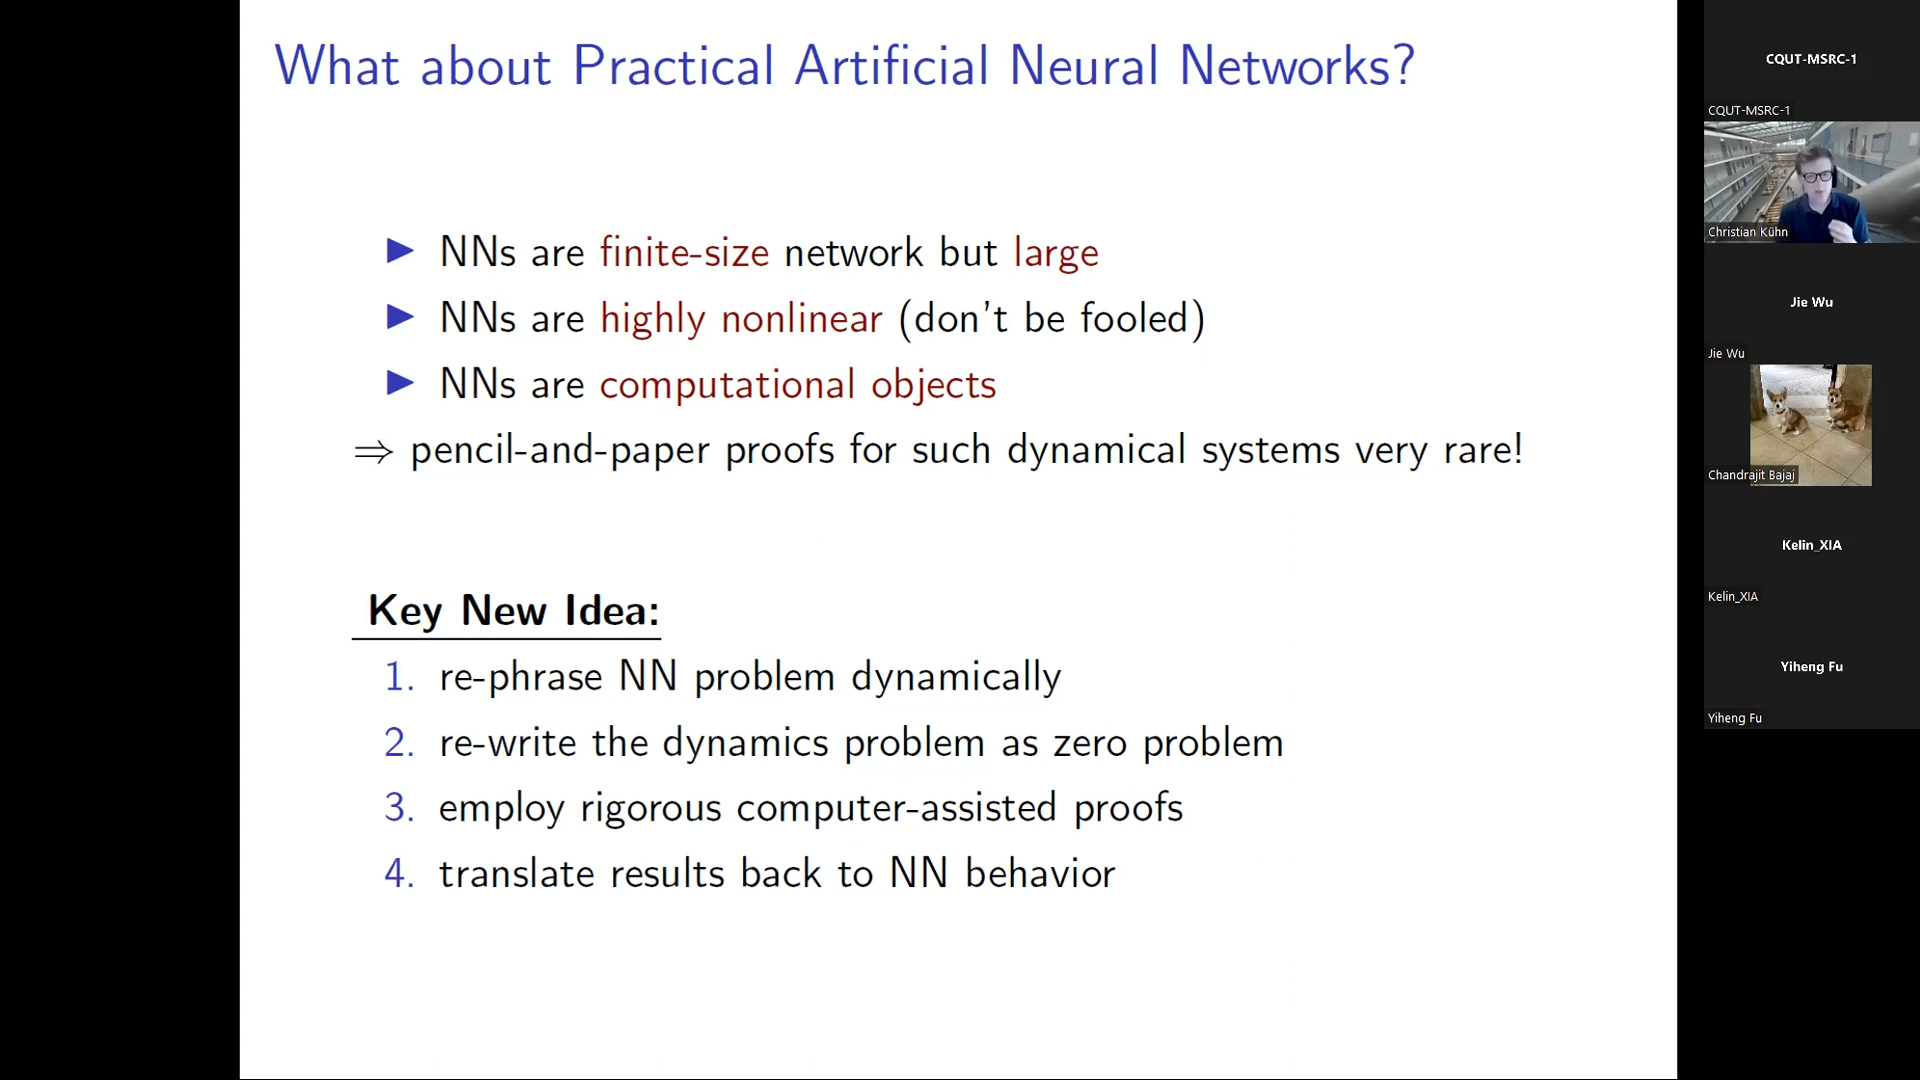 What about Practical Artificial Neural Networks?
▶ NNs are finite-size network but large
▶ NNs are highly nonlinear (don't be fooled)
▶ NNs are computational objects
⇒ pencil-and-paper proofs for such dynamical systems very rare!
Key New Idea:
1. re-phrase NN problem dynamically
2. re-write the dynamics problem as zero problem
3. employ rigorous computer-assisted proofs
4. translate results back to NN behavior
CQUT-MSRC-1
CQUT-MSRC-1
Christian Kühn
Jie Wu
Jie Wu
Chandrajit Bajaj
Kelin_XIA
Kelin_XIA
Yiheng Fu
Yiheng Fu